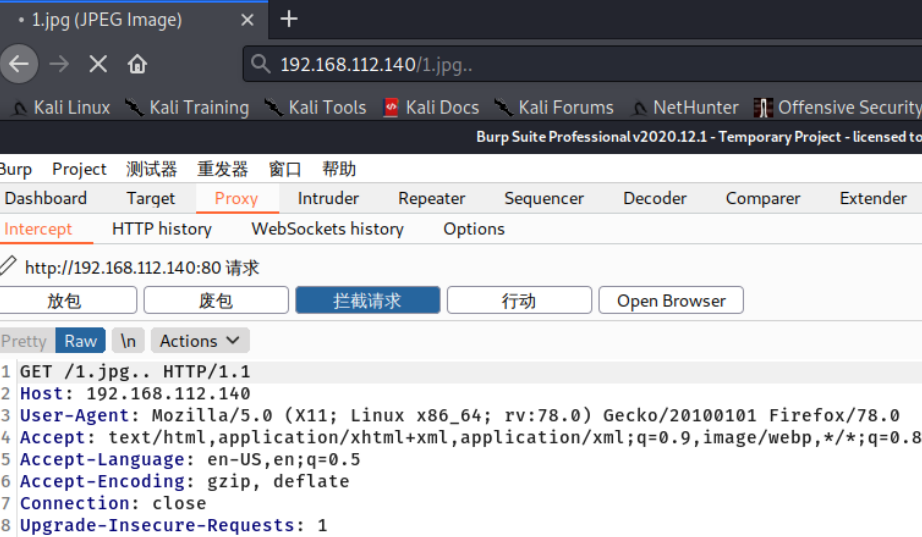 • 1.jpg (JPEG Image)
192.168.112.140/1.jpg..
Kali Linux Kali Training Kali Tools Kali Docs Kali Forums NetHunter Offensive Security
Burp Suite Professional v2020.12.1 - Temporary Project - licensed to
Burp Project 测试器 重发器 窗口 帮助
Dashboard Target Proxy Intruder Repeater Sequencer Decoder Comparer Extender
Intercept HTTP history WebSockets history Options
http://192.168.112.140:80 请求
放包 废包 拦截请求 行动 Open Browser
Pretty Raw \n Actions
1 GET /1.jpg.. HTTP/1.1
2 Host: 192.168.112.140
3 User-Agent: Mozilla/5.0 (X11; Linux x86_64; rv:78.0) Gecko/20100101 Firefox/78.0
4 Accept: text/html,application/xhtml+xml,application/xml;q=0.9,image/webp,*/*;q=0.8
5 Accept-Language: en-US,en;q=0.5
6 Accept-Encoding: gzip, deflate
7 Connection: close
8 Upgrade-Insecure-Requests: 1